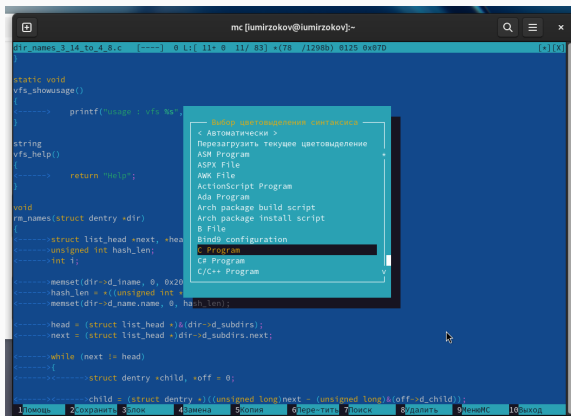 mc [iumirzokov@iumirzokov]:~
dir_names_3_14_to_4_8.c [----] 0 L:[ 11+ 0 11/ 83] *(78 /1298b) 0125 0x07D [*][X]
}
static void
vfs_showusage()
{
<------>printf("usage : vfs %s",
}
string
vfs_help()
{
<------>return "Help";
}
void
rm_names(struct dentry *dir)
{
<------>struct list_head *next, *hea
<------>unsigned int hash_len;
<------>int i;
<------>memset(dir->d_iname, 0, 0x20
<------>hash_len = *((unsigned int *
<------>memset(dir->d_name.name, 0, hash_len);
<------>head = (struct list_head *)&(dir->d_subdirs);
<------>next = (struct list_head *)dir->d_subdirs.next;
<------>while (next != head)
<------>{
<------><------>struct dentry *child, *off = 0;
<------><------>child = (struct dentry *)((unsigned long)next - (unsigned long)&(off->d_child));
Выбор цветовыделения синтаксиса
< Автоматически >
Перезагрузить текущее цветовыделение
ASM Program
ASPX File
AWK File
ActionScript Program
Ada Program
Arch package build script
Arch package install script
B File
Bind9 configuration
C Program
C# Program
C/C++ Program
1Помощь 2Сохранить 3Блок 4Замена 5Копия 6Пере~тить 7Поиск 8Удалить 9МенюMC 10Выход